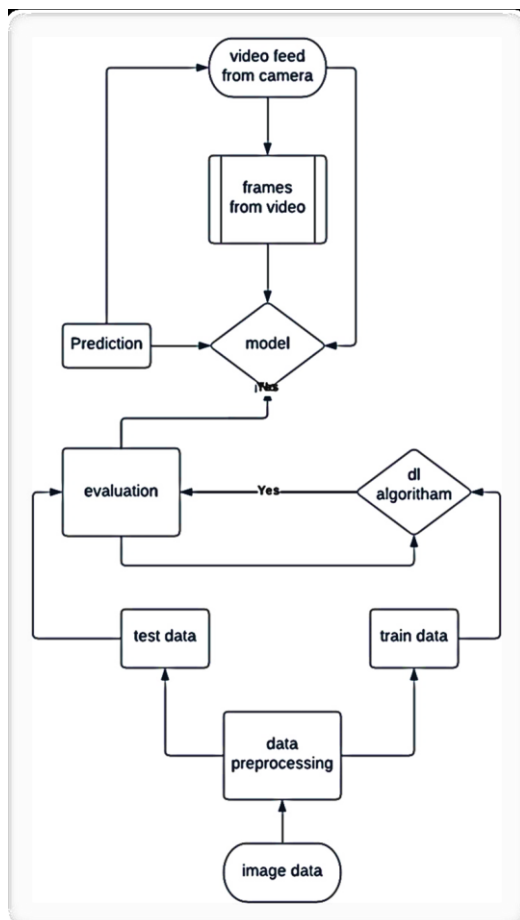 video feed
from camera
frames
from video
Prediction
model
evaluation
Yes
dl
algoritham
test data
train data
data
preprocessing
image data